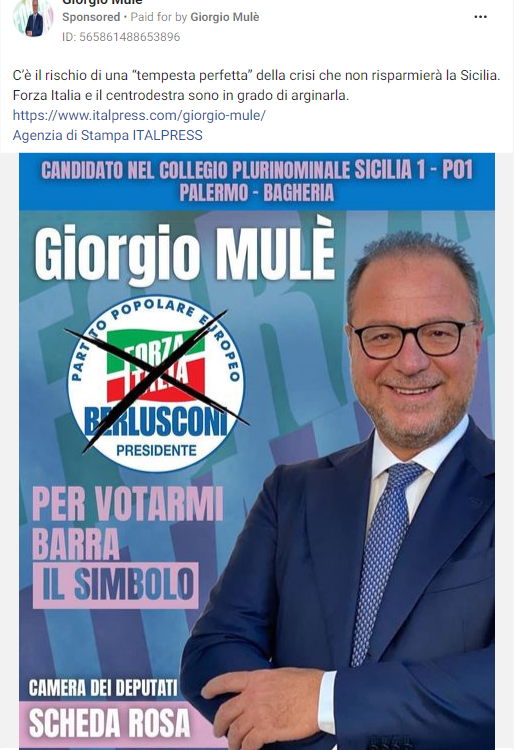 Giorgio Mulè
Sponsored • Paid for by Giorgio Mulè
ID: 565861488653896
C'è il rischio di una “tempesta perfetta” della crisi che non risparmierà la Sicilia.
Forza Italia e il centrodestra sono in grado di arginarla.
https://www.italpress.com/giorgio-mule/
Agenzia di Stampa ITALPRESS
CANDIDATO NEL COLLEGIO PLURINOMINALE SICILIA 1 - P01
PALERMO - BAGHERIA
Giorgio MULÈ
PARTITO POPOLARE EUROPEO
FORZA
ITALIA
BERLUSCONI
PRESIDENTE
PER VOTARMI
BARRA
IL SIMBOLO
CAMERA DEI DEPUTATI
SCHEDA ROSA